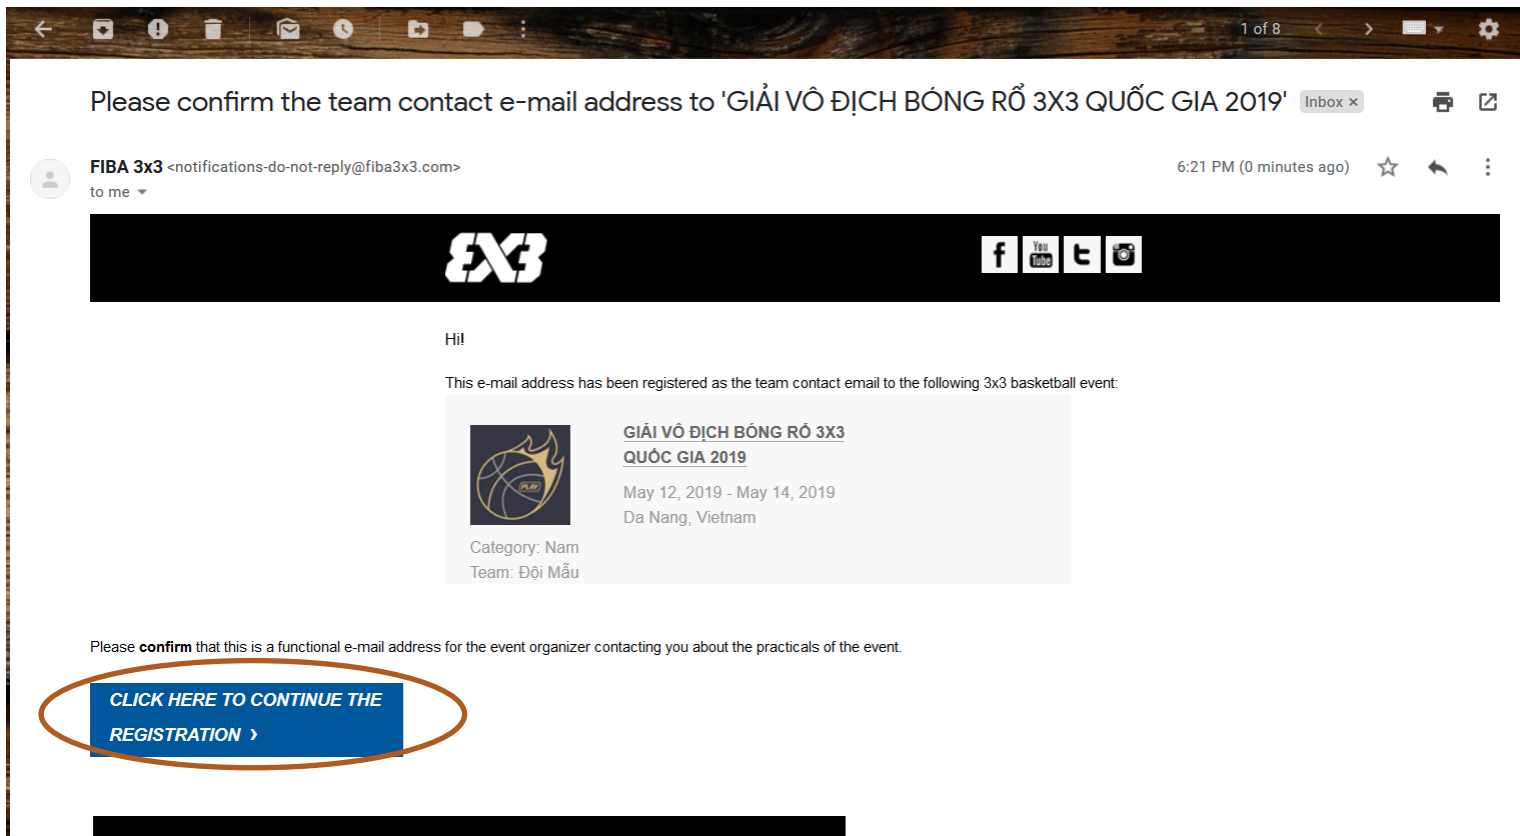 1 of 8
Please confirm the team contact e-mail address to 'GIẢI VÔ ĐỊCH BÓNG RỔ 3X3 QUỐC GIA 2019' Inbox ×
FIBA 3x3 <notifications-do-not-reply@fiba3x3.com> 6:21 PM (0 minutes ago)
to me
3X3 f You Tube t
Hi!
This e-mail address has been registered as the team contact email to the following 3x3 basketball event:
GIẢI VÔ ĐỊCH BÓNG RỔ 3X3
QUỐC GIA 2019
PLAY
May 12, 2019 - May 14, 2019
Da Nang, Vietnam
Category: Nam
Team: Đội Mẫu
Please confirm that this is a functional e-mail address for the event organizer contacting you about the practicals of the event.
CLICK HERE TO CONTINUE THE
REGISTRATION ›